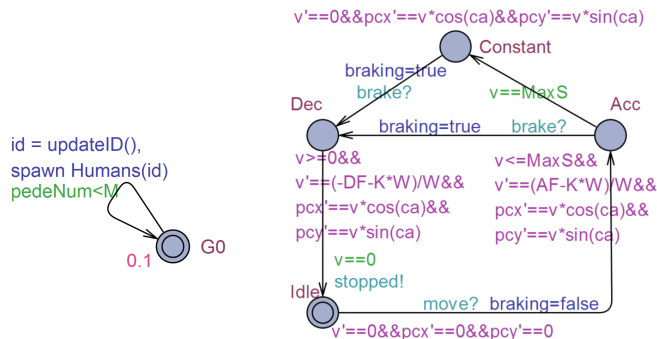 v'==0&&pcx'==v*cos(ca)&&pcy'==v*sin(ca)
Constant
braking=true
brake?
v==MaxS
Dec
Acc
braking=true
brake?
id = updateID(),
spawn Humans(id)
pedeNum<M
G0
0.1
v>=0&&
v'==(-DF-K*W)/W&&
pcx'==v*cos(ca)&&
pcy'==v*sin(ca)
v<=MaxS&&
v'==(AF-K*W)/W&&
pcx'==v*cos(ca)&&
pcy'==v*sin(ca)
v==0
stopped!
Idle
move? braking=false
v'==0&&pcx'==0&&pcy'==0